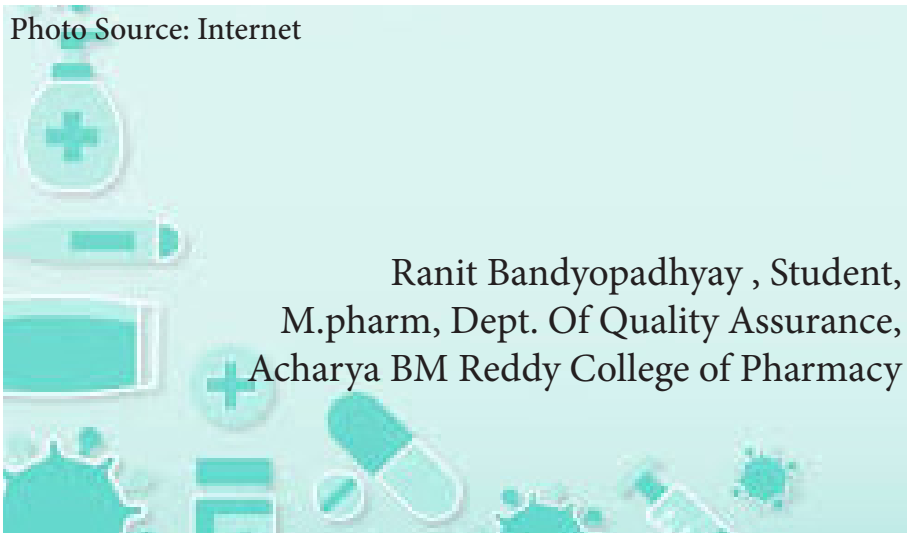 Photo Source: Internet
Ranit Bandyopadhyay , Student,
M.pharm, Dept. Of Quality Assurance,
Acharya BM Reddy College of Pharmacy